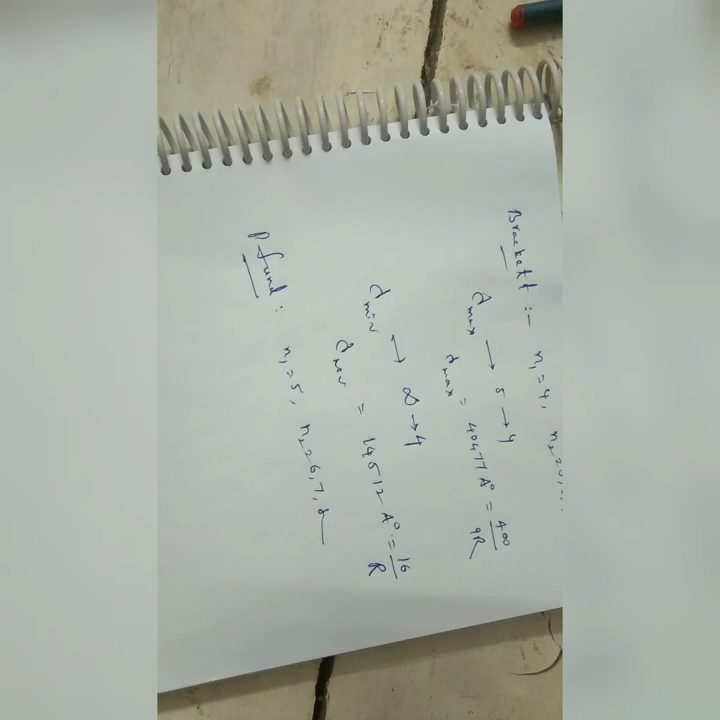 Brackett :- n₁ = 4, n₂ =
λmax → 5 → 4
λmax = 40477 A° = 400/9R
λmin → ∞ → 4
λmin = 14512 A° = 16/R
Pfund : n₁ = 5, n₂ = 6, 7, 8